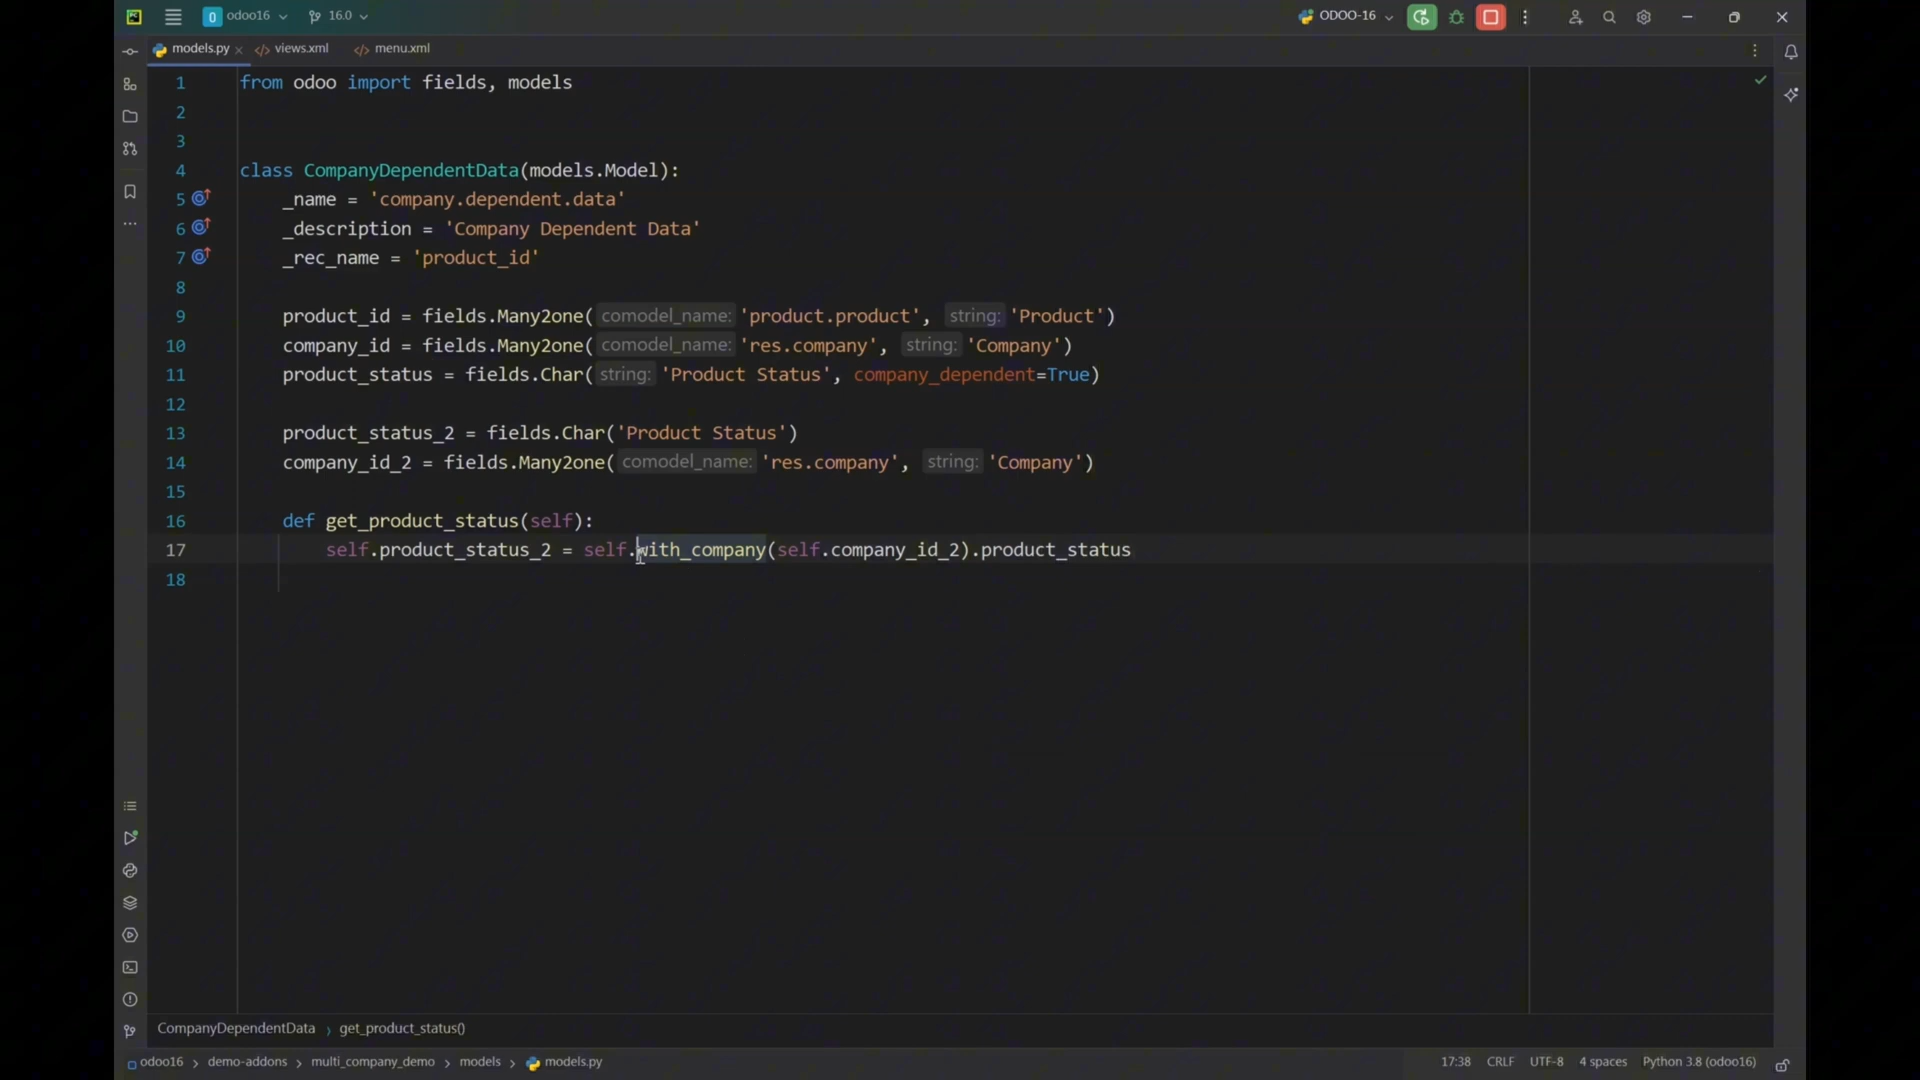 odoo16 16.0 ODOO-16
models.py views.xml menu.xml
1 from odoo import fields, models
2
3
4 class CompanyDependentData(models.Model):
5 _name = 'company.dependent.data'
6 _description = 'Company Dependent Data'
7 _rec_name = 'product_id'
8
9 product_id = fields.Many2one( comodel_name: 'product.product', string: 'Product')
10 company_id = fields.Many2one( comodel_name: 'res.company', string: 'Company')
11 product_status = fields.Char( string: 'Product Status', company_dependent=True)
12
13 product_status_2 = fields.Char('Product Status')
14 company_id_2 = fields.Many2one( comodel_name: 'res.company', string: 'Company')
15
16 def get_product_status(self):
17 self.product_status_2 = self.with_company(self.company_id_2).product_status
18
CompanyDependentData › get_product_status()
odoo16 › demo-addons › multi_company_demo › models › models.py 17:38 CRLF UTF-8 4 spaces Python 3.8 (odoo16)